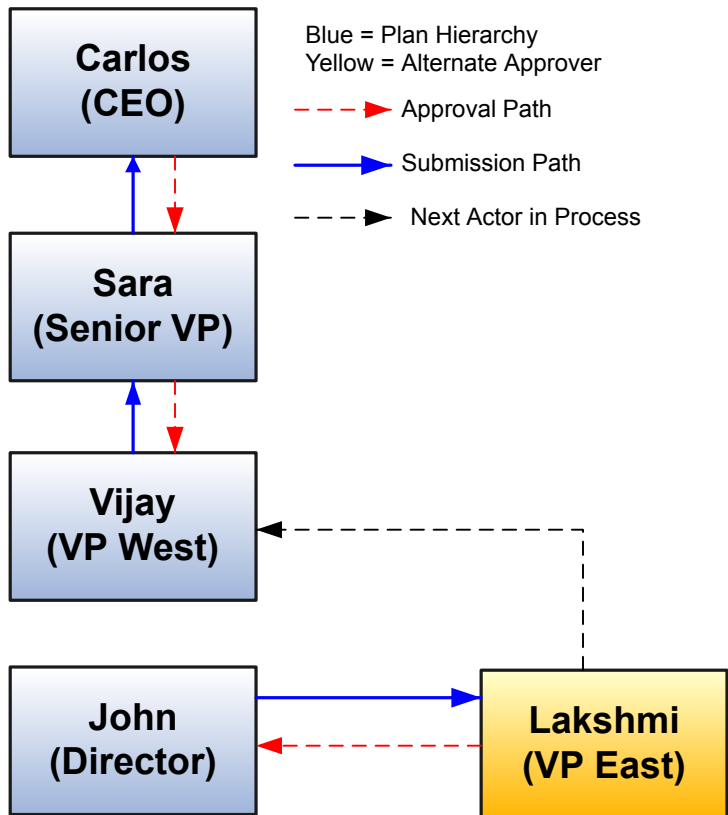 Carlos
(CEO)
Blue = Plan Hierarchy
Yellow = Alternate Approver
Approval Path
Submission Path
Next Actor in Process
Sara
(Senior VP)
Vijay
(VP West)
John
(Director)
Lakshmi
(VP East)